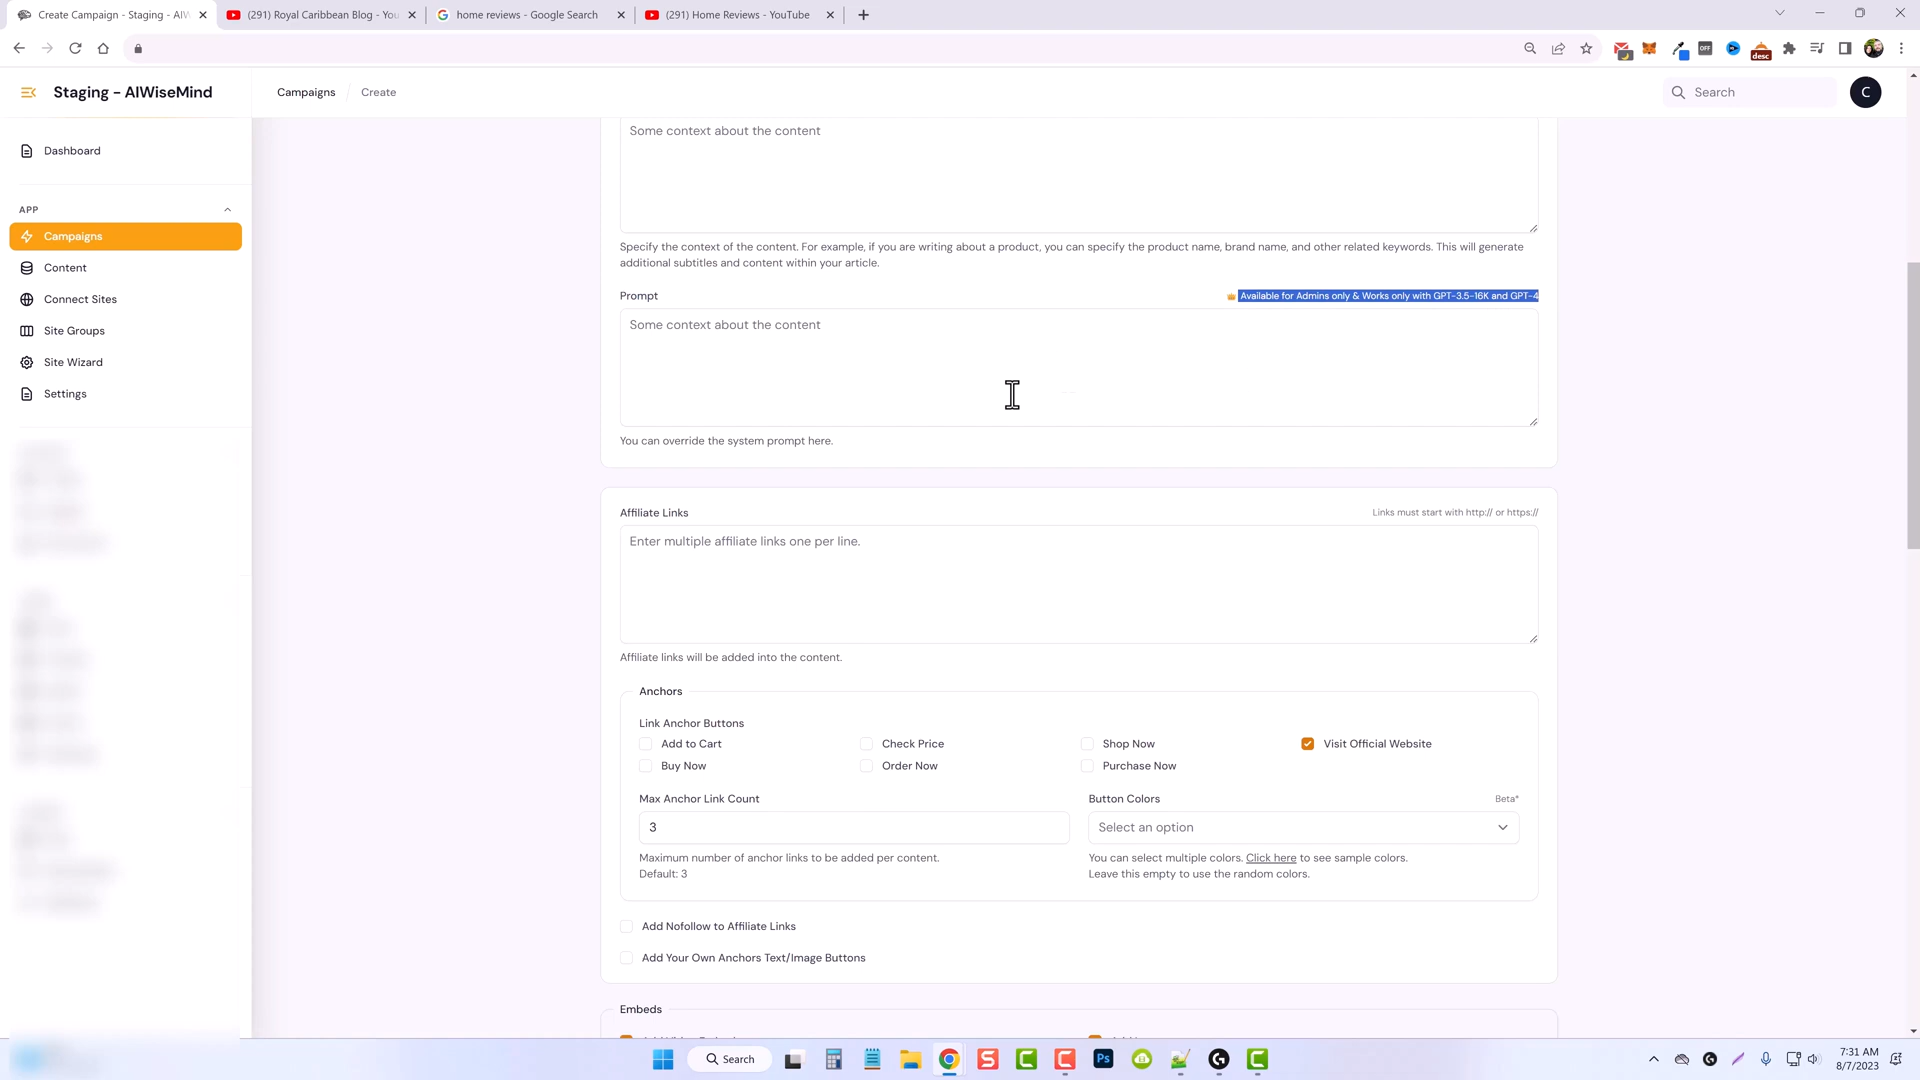 Create Campaign - Staging - AIW
(291) Royal Caribbean Blog - You
home reviews - Google Search
(291) Home Reviews - YouTube
OFF
desc
Staging - AIWiseMind
Campaigns
Create
Search
C
Dashboard
APP
Campaigns
Content
Connect Sites
Site Groups
Site Wizard
Settings
Some context about the content
Specify the context of the content. For example, if you are writing about a product, you can specify the product name, brand name, and other related keywords. This will generate
additional subtitles and content within your article.
Prompt
Available for Admins only & Works only with GPT-3.5-16K and GPT-4
Some context about the content
You can override the system prompt here.
Affiliate Links
Links must start with http:// or https://
Enter multiple affiliate links one per line.
Affiliate links will be added into the content.
Anchors
Link Anchor Buttons
Add to Cart
Check Price
Shop Now
Visit Official Website
Buy Now
Order Now
Purchase Now
Max Anchor Link Count
Button Colors
Beta*
3
Select an option
Maximum number of anchor links to be added per content.
Default: 3
You can select multiple colors. Click here to see sample colors.
Leave this empty to use the random colors.
Add Nofollow to Affiliate Links
Add Your Own Anchors Text/Image Buttons
Embeds
Search
7:31 AM
8/7/2023